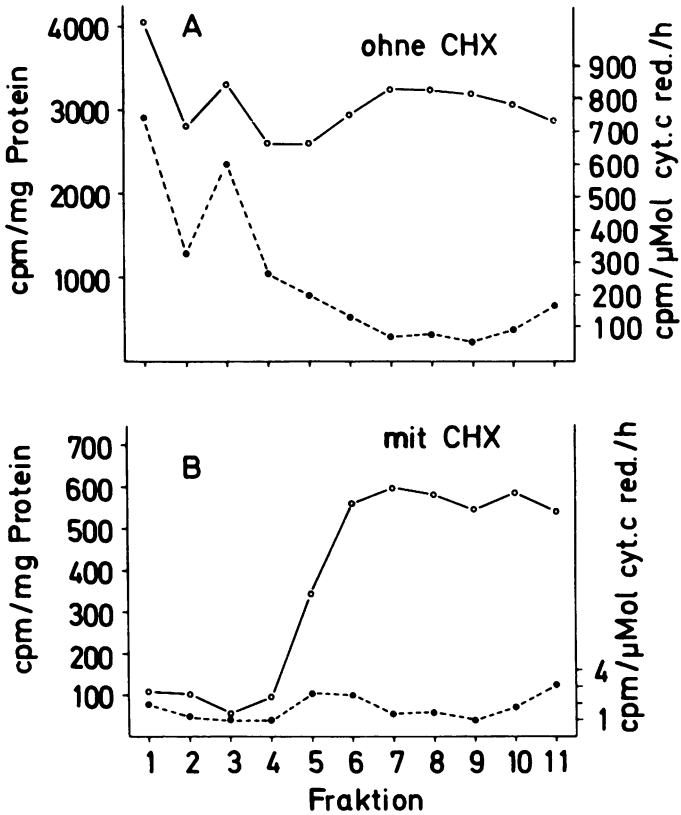 A
ohne CHX
cpm/mg Protein
4000
3000
2000
1000
900
800
700
600
500
400
300
200
100
cpm/µMol cyt.c red./h
B
mit CHX
cpm/mg Protein
700
600
500
400
300
200
100
4
1
cpm/µMol cyt.c red./h
1 2 3 4 5 6 7 8 9 10 11
Fraktion